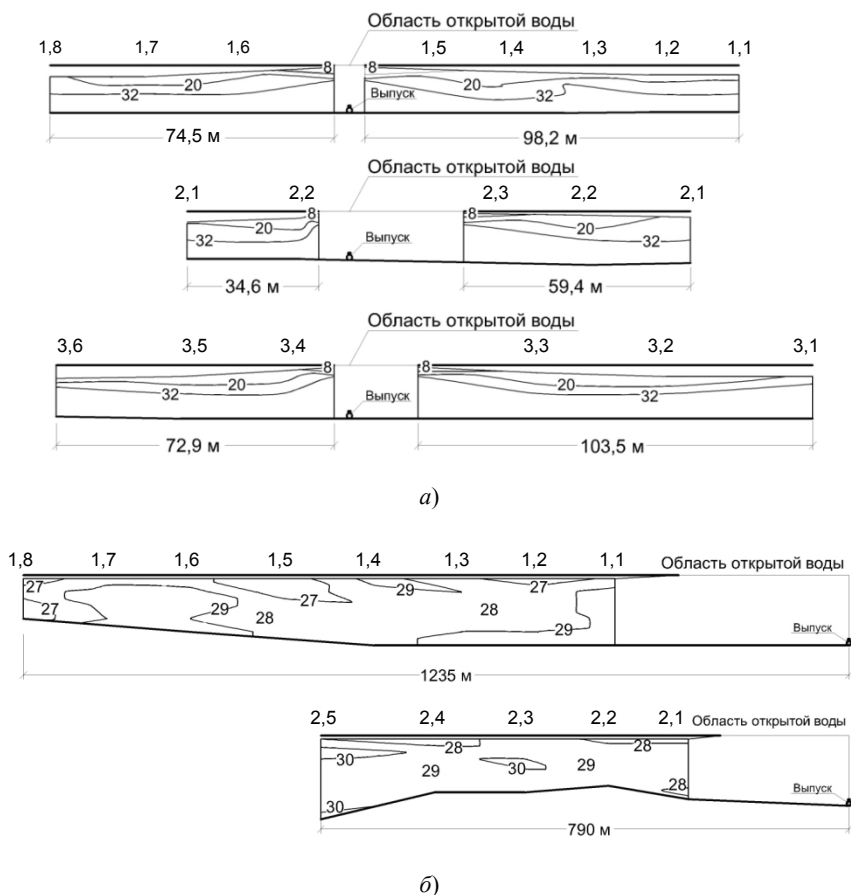 Область открытой воды
1,8 1,7 1,6 1,5 1,4 1,3 1,2 1,1
8 8
20 20
32 Выпуск 32
74,5 м 98,2 м
Область открытой воды
2,1 2,2 2,3 2,2 2,1
8 8
20 20
32 Выпуск 32
34,6 м 59,4 м
Область открытой воды
3,6 3,5 3,4 3,3 3,2 3,1
8 8
20 20
32 Выпуск 32
72,9 м 103,5 м
а)
1,8 1,7 1,6 1,5 1,4 1,3 1,2 1,1 Область открытой воды
27 29 27
27 29 27 28
27 28 29
Выпуск
1235 м
2,5 2,4 2,3 2,2 2,1 Область открытой воды
28 28
30 29 30 29
28
30 Выпуск
790 м
б)